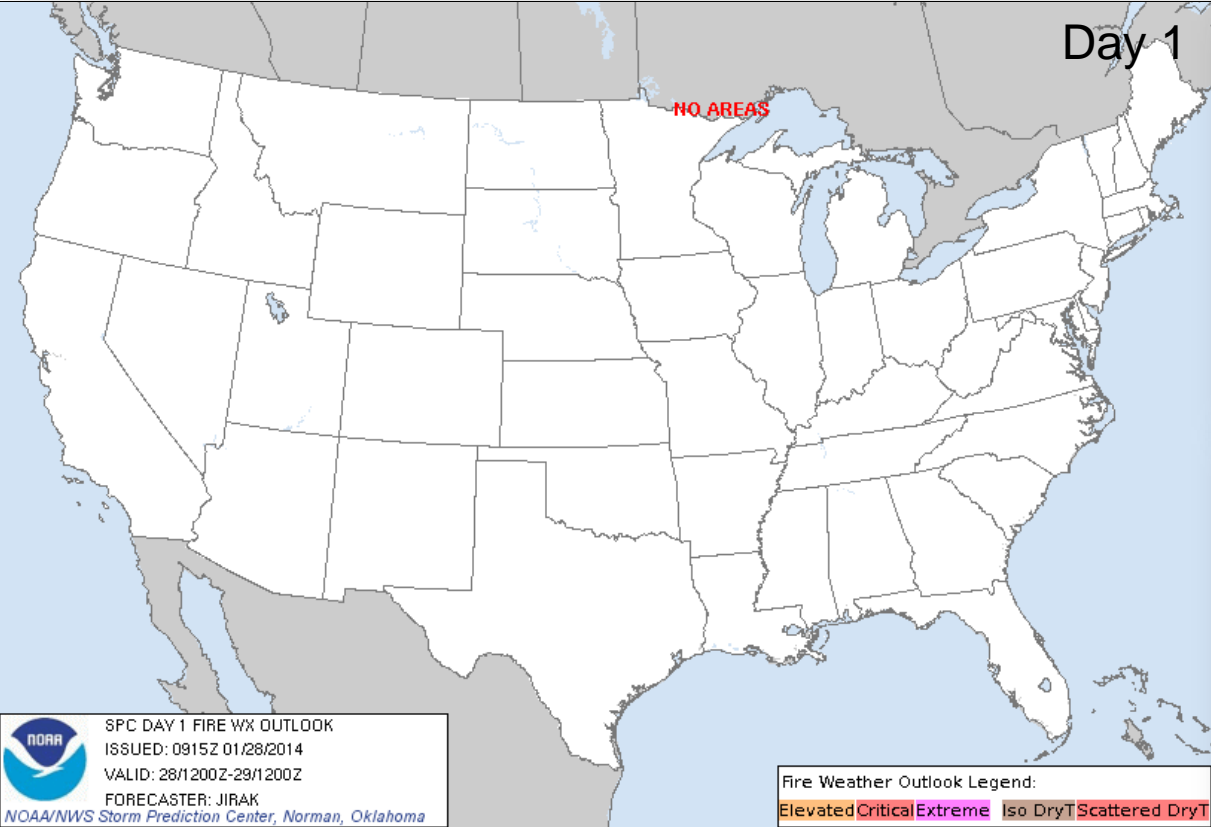 Day 1
NO AREAS
NOAA
SPC DAY 1 FIRE WX OUTLOOK
ISSUED: 0915Z 01/28/2014
VALID: 28/1200Z-29/1200Z
FORECASTER: JIRAK
NOAA/NWS Storm Prediction Center, Norman, Oklahoma
Fire Weather Outlook Legend:
Elevated Critical Extreme Iso DryT Scattered DryT